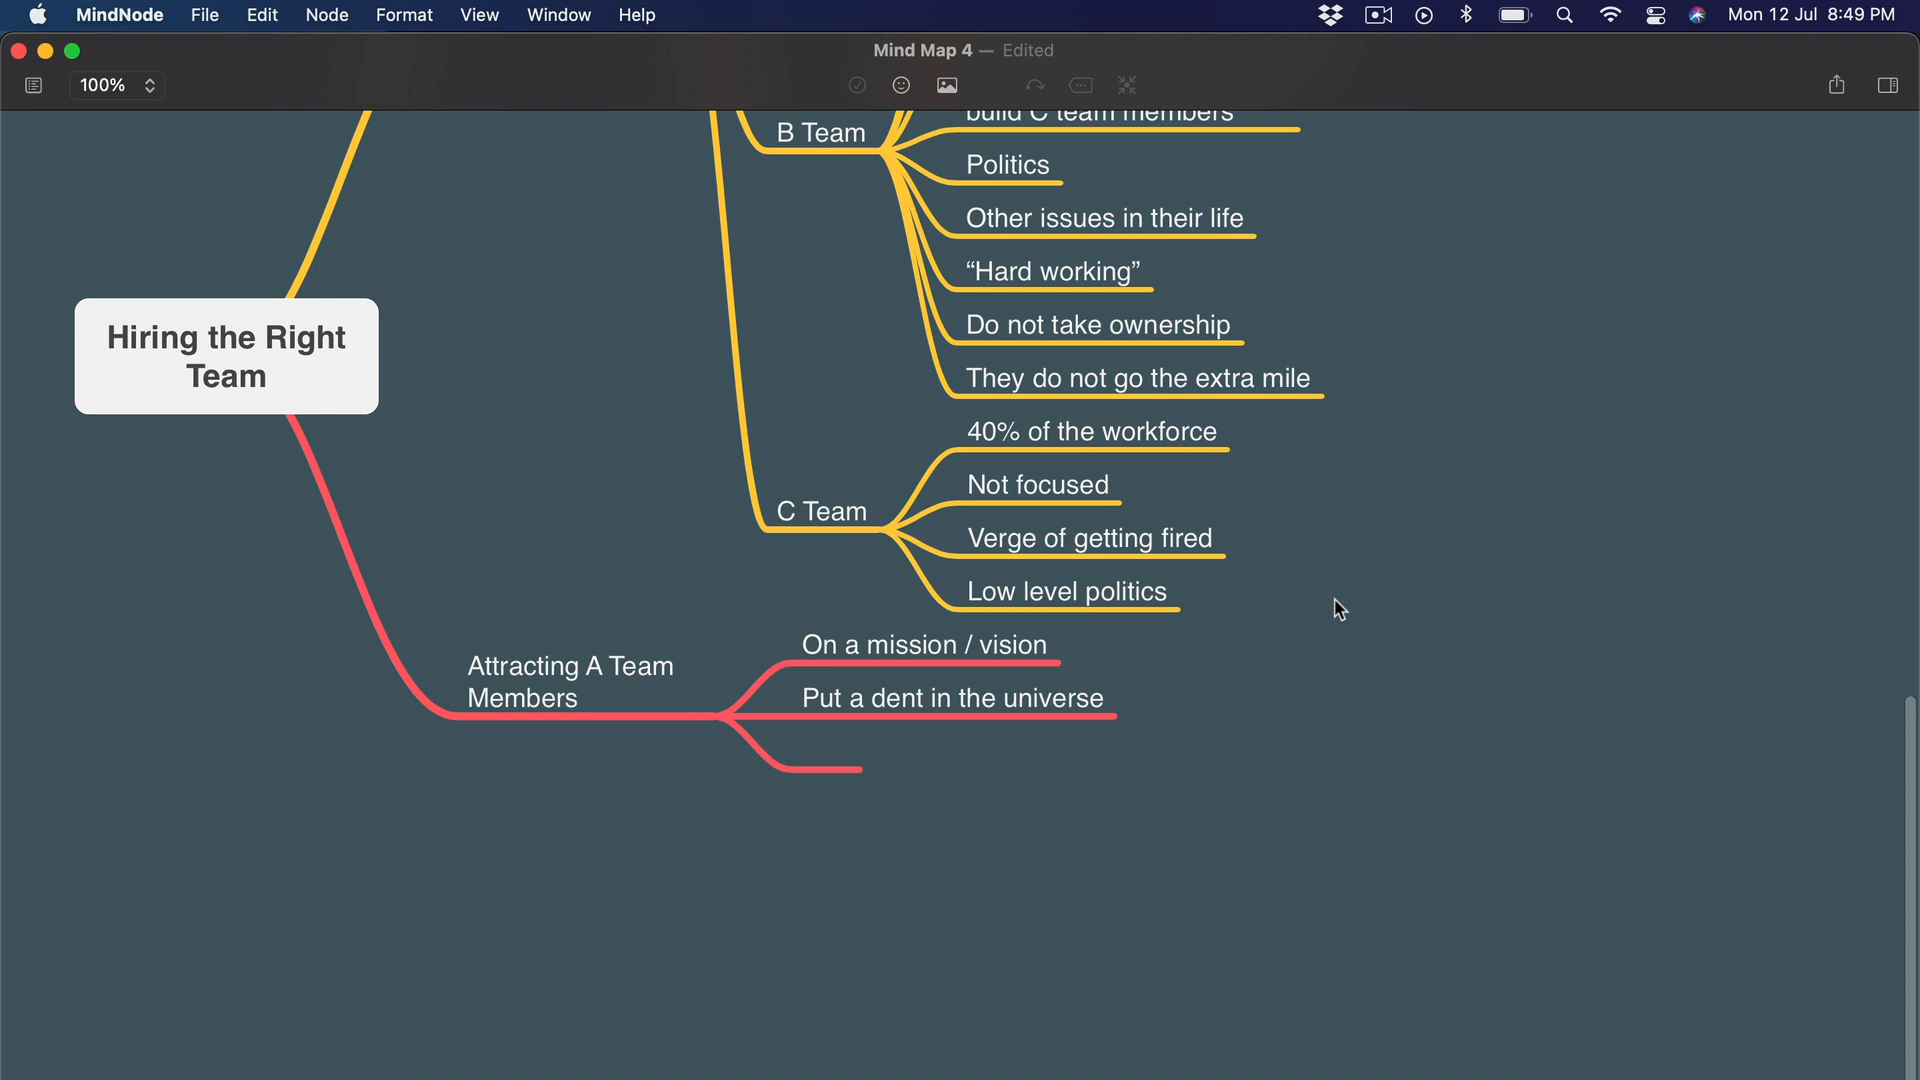 MindNode File Edit Node Format View Window Help Mon 12 Jul 8:49 PM
Mind Map 4 — Edited
100%
build C team members
B Team
Politics
Other issues in their life
“Hard working”
Hiring the Right
Team
Do not take ownership
They do not go the extra mile
40% of the workforce
Not focused
C Team
Verge of getting fired
Low level politics
On a mission / vision
Attracting A Team
Members
Put a dent in the universe